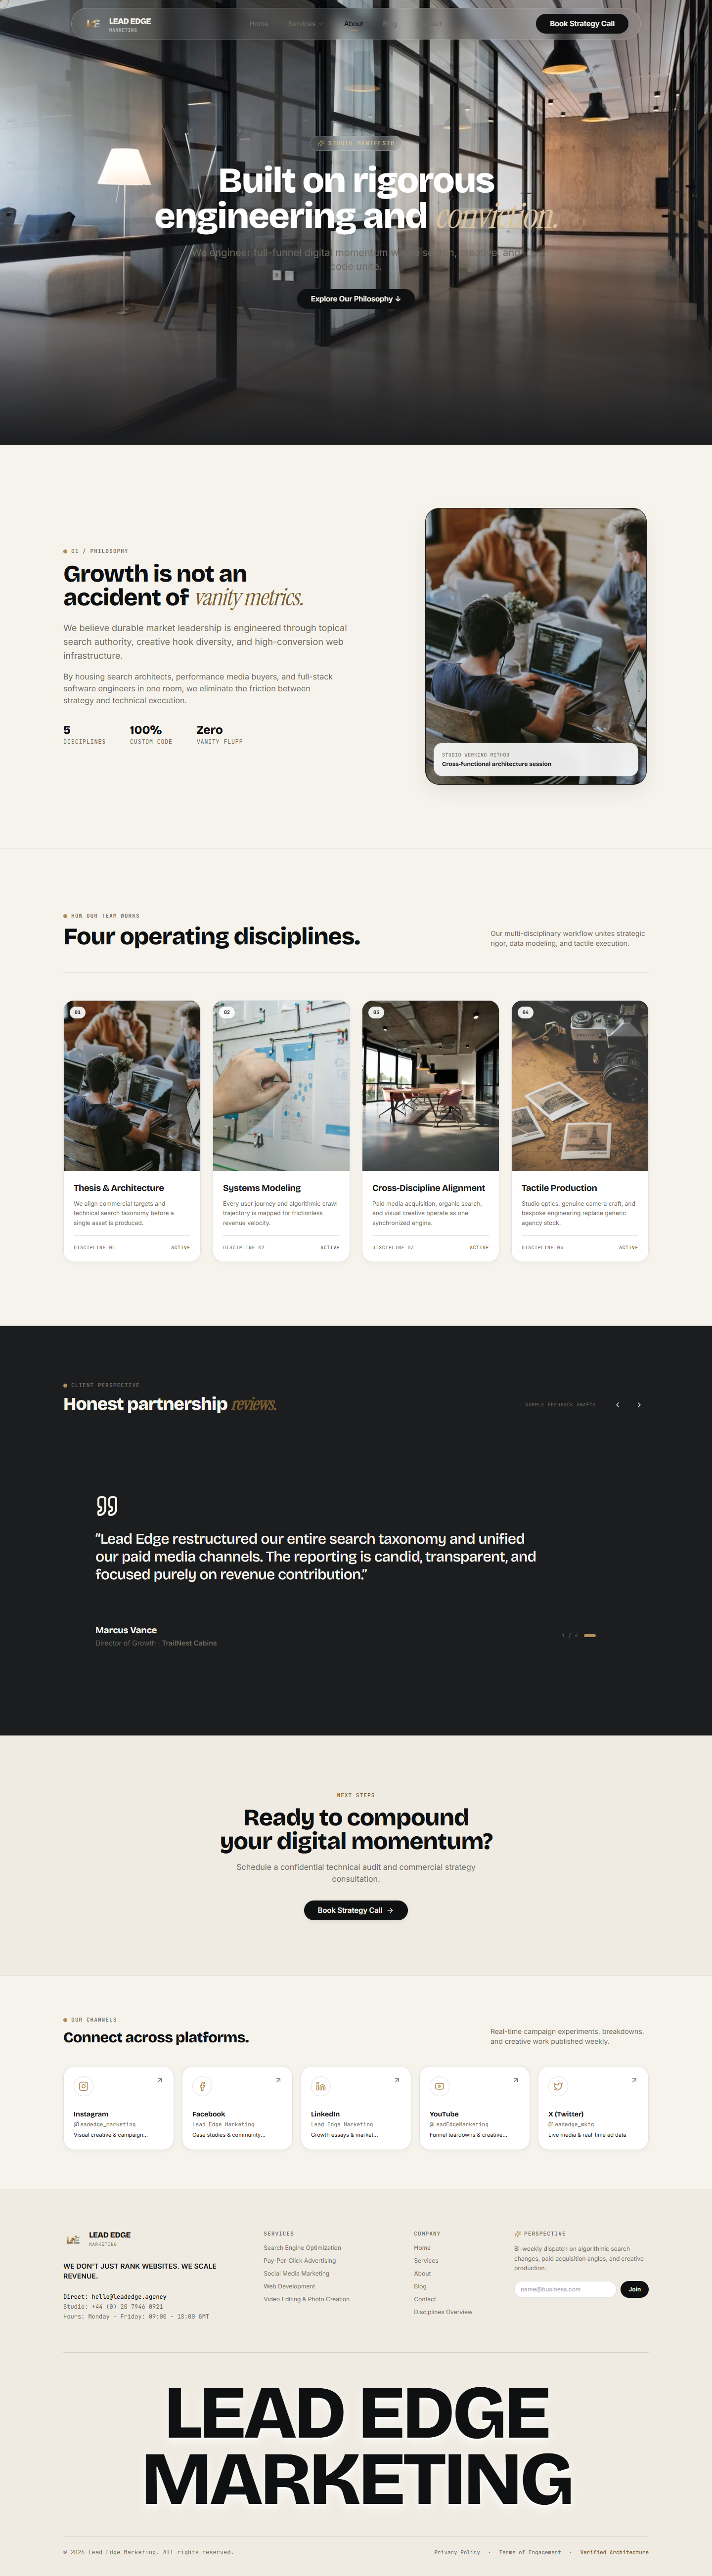 LEAD EDGE
MARKETING
Home
Services
About
Book Strategy Call
STUDIO MANIFESTO
Built on rigorous
engineering and conviction.
We engineer full-funnel digital momentum where search, creative, and
code unite.
Explore Our Philosophy ↓
01 / PHILOSOPHY
Growth is not an
accident of vanity metrics.
We believe durable market leadership is engineered through topical
search authority, creative hook diversity, and high-conversion web
infrastructure.
By housing search architects, performance media buyers, and full-stack
software engineers in one room, we eliminate the friction between
strategy and technical execution.
5
DISCIPLINES
100%
CUSTOM CODE
Zero
VANITY FLUFF
STUDIO WORKING METHOD
Cross-functional architecture session
HOW OUR TEAM WORKS
Four operating disciplines.
Our multi-disciplinary workflow unites strategic
rigor, data modeling, and tactile execution.
01
Thesis & Architecture
We align commercial targets and
technical search taxonomy before a
single asset is produced.
DISCIPLINE 01
ACTIVE
02
Systems Modeling
Every user journey and algorithmic crawl
trajectory is mapped for frictionless
revenue velocity.
DISCIPLINE 02
ACTIVE
03
Cross-Discipline Alignment
Paid media acquisition, organic search,
and visual creative operate as one
synchronized engine.
DISCIPLINE 03
ACTIVE
04
Tactile Production
Studio optics, genuine camera craft, and
bespoke engineering replace generic
agency stock.
DISCIPLINE 04
ACTIVE
CLIENT PERSPECTIVE
Honest partnership reviews.
SAMPLE FEEDBACK DRAFTS
"Lead Edge restructured our entire search taxonomy and unified
our paid media channels. The reporting is candid, transparent, and
focused purely on revenue contribution."
Marcus Vance
Director of Growth · TrailNest Cabins
NEXT STEPS
Ready to compound
your digital momentum?
Schedule a confidential technical audit and commercial strategy
consultation.
Book Strategy Call →
OUR CHANNELS
Connect across platforms.
Real-time campaign experiments, breakdowns,
and creative work published weekly.
Instagram
@leadedge_marketing
Visual creative & campaign...
Facebook
Lead Edge Marketing
Case studies & community...
LinkedIn
Lead Edge Marketing
Growth essays & market...
YouTube
@LeadEdgeMarketing
Funnel teardowns & creative...
X (Twitter)
@leadedge_mktg
Live media & real-time ad data
LEAD EDGE
MARKETING
WE DON'T JUST RANK WEBSITES. WE SCALE
REVENUE.
Direct: hello@leadedge.agency
Studio: +44 (0) 20 7946 0921
Hours: Monday – Friday: 09:00 – 18:00 GMT
SERVICES
Search Engine Optimization
Pay-Per-Click Advertising
Social Media Marketing
Web Development
Video Editing & Photo Creation
COMPANY
Home
Services
About
Blog
Contact
Disciplines Overview
PERSPECTIVE
Bi-weekly dispatch on algorithmic search
changes, paid acquisition angles, and creative
production.
name@business.com
Join
LEAD EDGE
MARKETING
© 2026 Lead Edge Marketing. All rights reserved.
Privacy Policy · Terms of Engagement · Verified Architecture